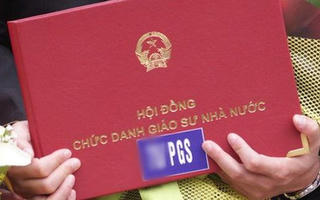 HỘI ĐỒNG
CHỨC DANH GIÁO SƯ NHÀ NƯỚC
PGS